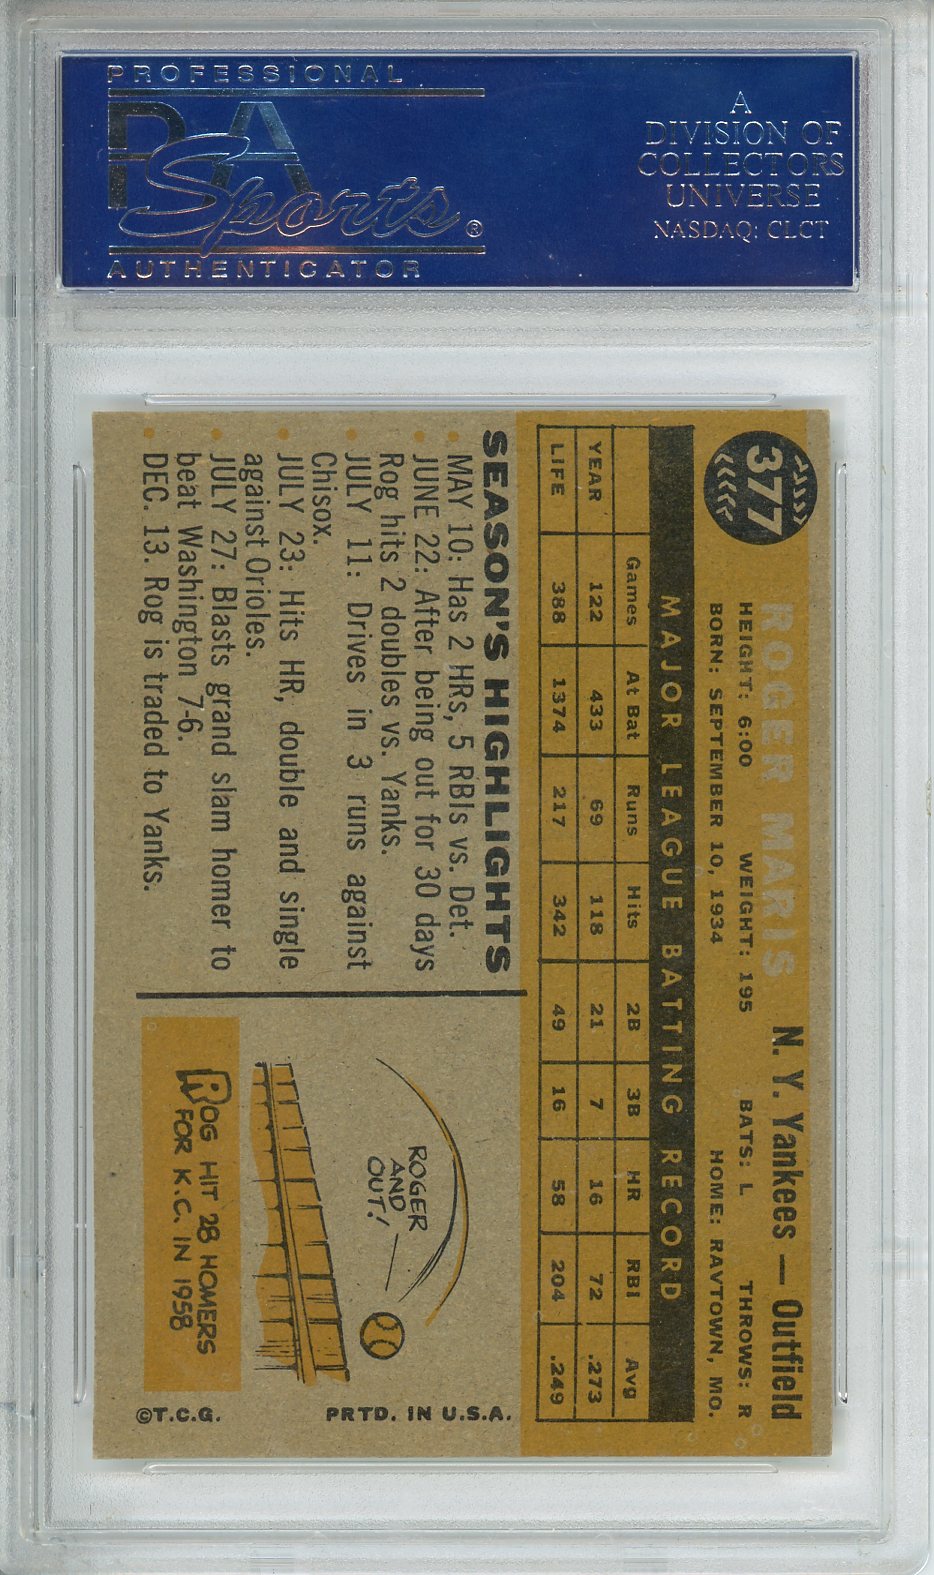 PROFESSIONAL
PSA
Sports®
AUTHENTICATOR
A
DIVISION OF
COLLECTORS
UNIVERSE
NASDAQ: CLCT
377
ROGER MARIS N. Y. Yankees — Outfield
HEIGHT: 6:00 WEIGHT: 195 BATS: L THROWS: R
BORN: SEPTEMBER 10, 1934 HOME: RAYTOWN, MO.
MAJOR LEAGUE BATTING RECORD
Games At Bat Runs Hits 2B 3B HR RBI Avg
YEAR 122 433 69 118 21 7 16 72 .273
LIFE 388 1374 217 342 49 16 58 204 .249
SEASON'S HIGHLIGHTS
• MAY 10: Has 2 HRs, 5 RBIs vs. Det.
• JUNE 22: After being out for 30 days
Rog hits 2 doubles vs. Yanks.
• JULY 11: Drives in 3 runs against
Chisox.
• JULY 23: Hits HR, double and single
against Orioles.
• JULY 27: Blasts grand slam homer to
beat Washington 7-6.
• DEC. 13. Rog is traded to Yanks.
ROGER
AND
OUT!
ROG HIT 28 HOMERS
FOR K.C. IN 1958
©T.C.G. PRTD. IN U.S.A.